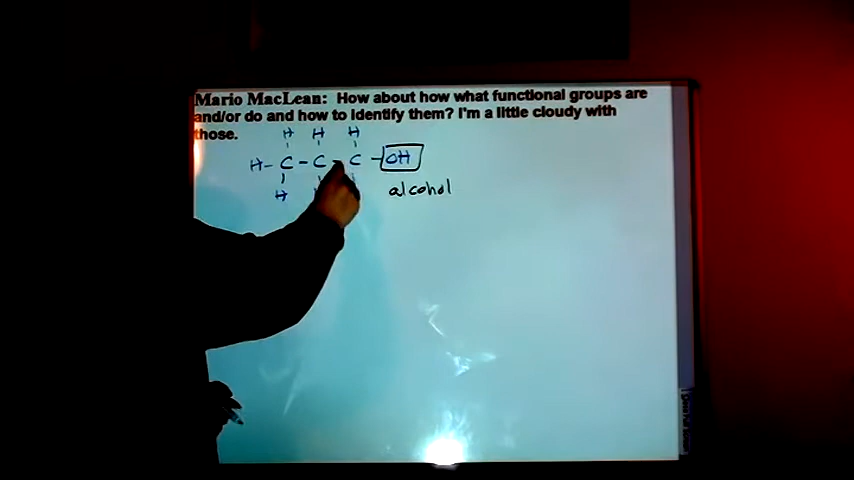 Mario MacLean: How about how what functional groups are
and/or do and how to identify them? I'm a little cloudy with
those.
H H H
H-C-C-C-OH
H
alcohol